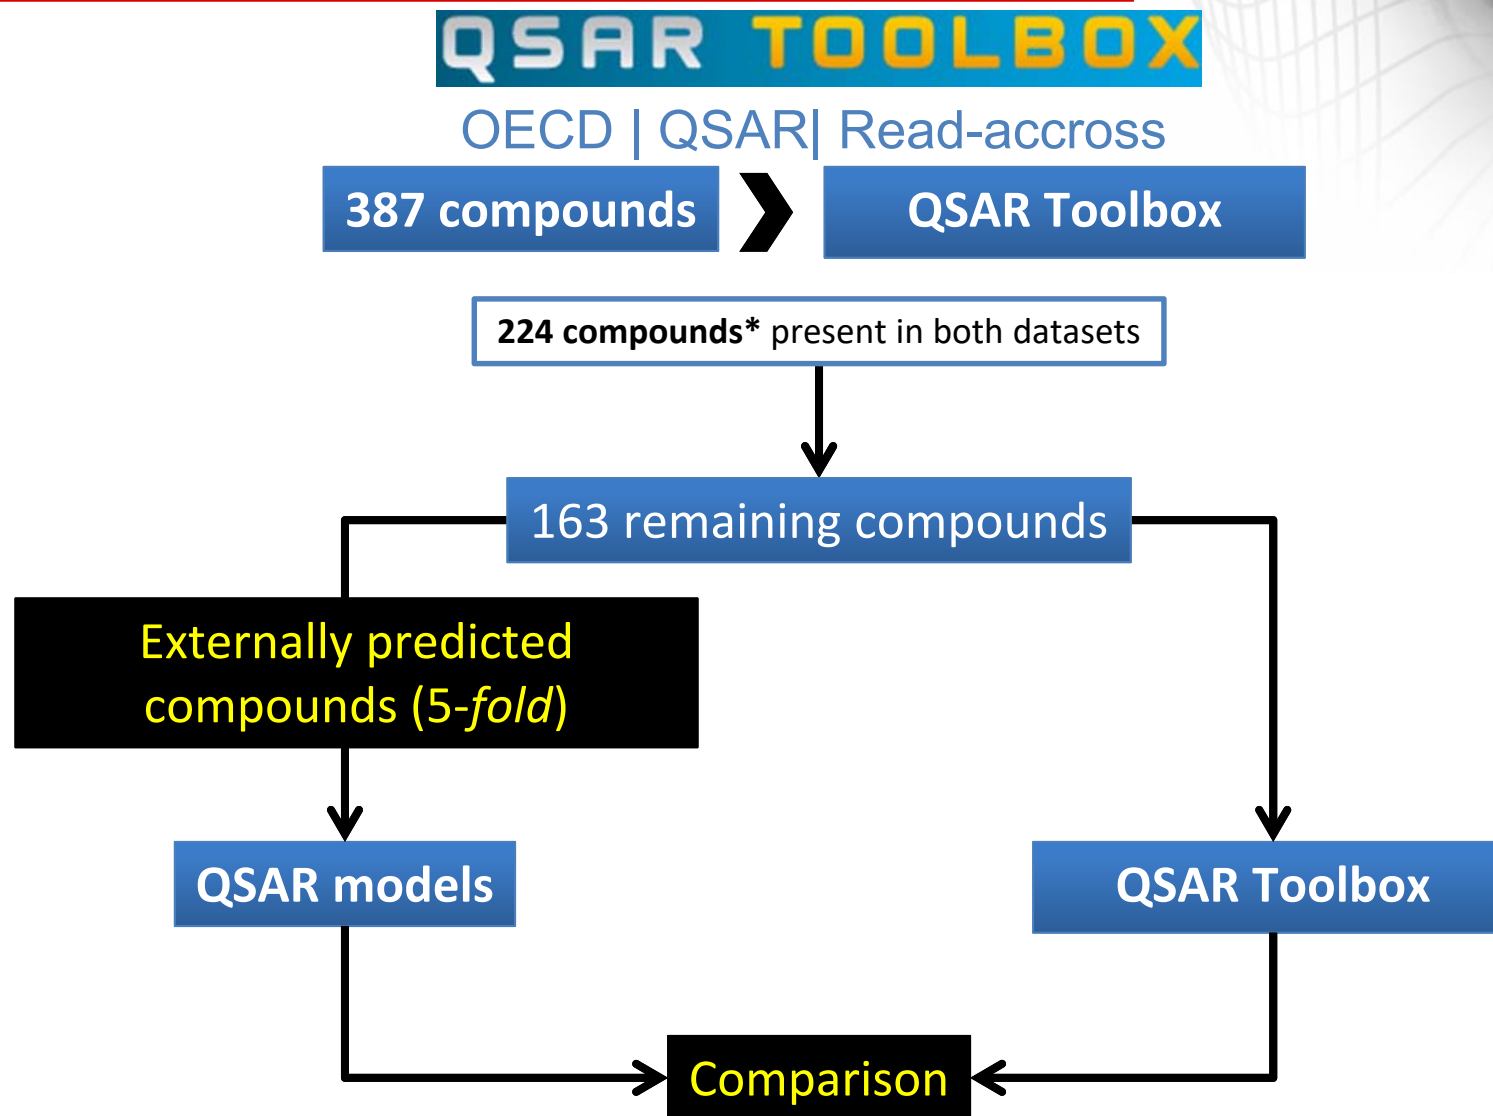 QSAR TOOLBOX
OECD | QSAR| Read-accross
387 compounds
QSAR Toolbox
224 compounds* present in both datasets
163 remaining compounds
Externally predicted
compounds (5-fold)
QSAR models
QSAR Toolbox
Comparison